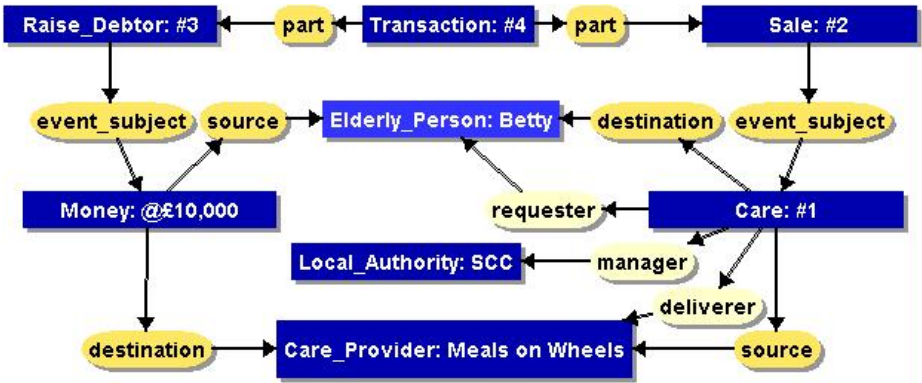 Raise_Debtor: #3 part Transaction: #4 part Sale: #2
event_subject source Elderly_Person: Betty destination event_subject
Money: @£10,000 requester Care: #1
Local_Authority: SCC manager
deliverer
destination Care_Provider: Meals on Wheels source